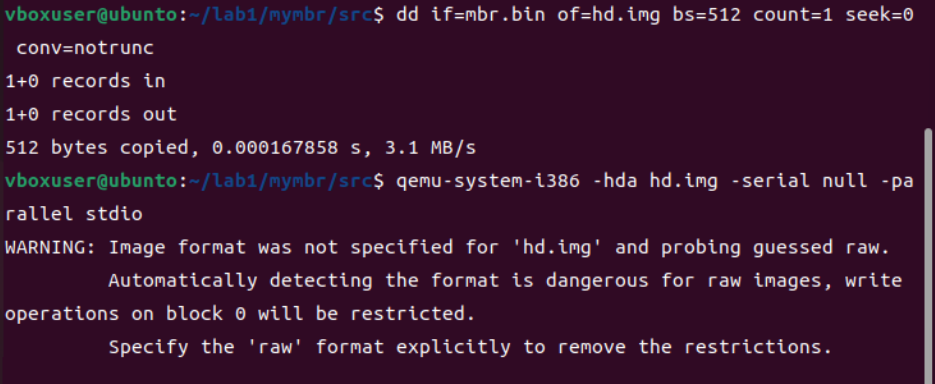 vboxuser@ubunto:~/lab1/mymbr/src$ dd if=mbr.bin of=hd.img bs=512 count=1 seek=0
 conv=notrunc
1+0 records in
1+0 records out
512 bytes copied, 0.000167858 s, 3.1 MB/s
vboxuser@ubunto:~/lab1/mymbr/src$ qemu-system-i386 -hda hd.img -serial null -pa
rallel stdio
WARNING: Image format was not specified for 'hd.img' and probing guessed raw.
         Automatically detecting the format is dangerous for raw images, write
operations on block 0 will be restricted.
         Specify the 'raw' format explicitly to remove the restrictions.